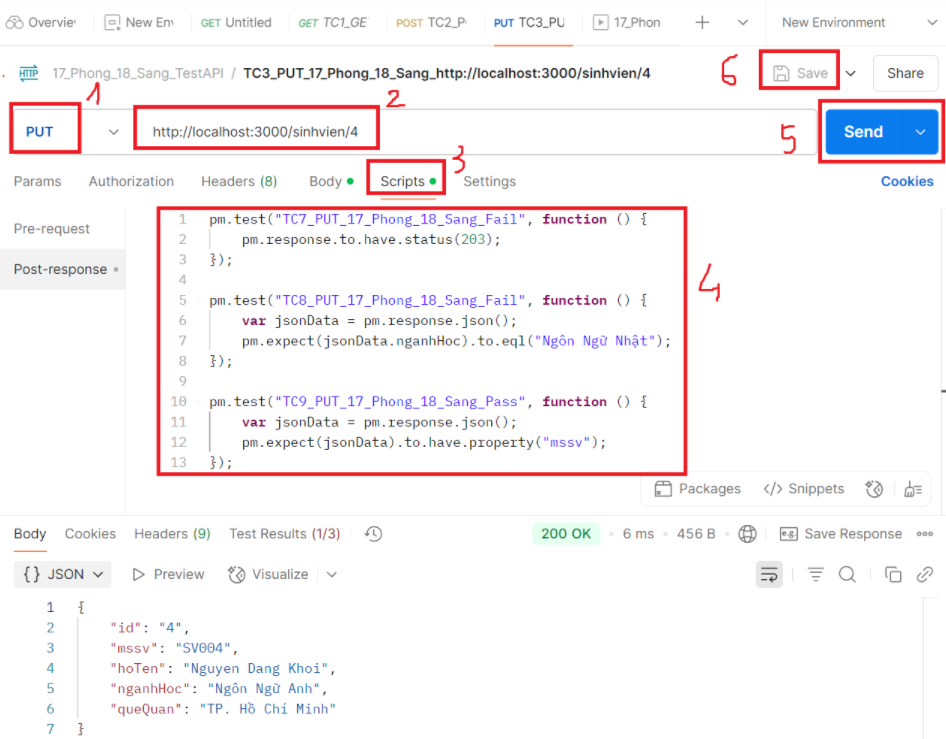 Overview New Env GET Untitled GET TC1_GE POST TC2_P PUT TC3_PU 17_Phon New Environment
HTTP 17_Phong_18_Sang_TestAPI / TC3_PUT_17_Phong_18_Sang_http://localhost:3000/sinhvien/4 6 Save Share
1 2
PUT http://localhost:3000/sinhvien/4 5 Send
3
Params Authorization Headers (8) Body Scripts Settings Cookies
Pre-request
Post-response
4
1 pm.test("TC7_PUT_17_Phong_18_Sang_Fail", function () {
2 pm.response.to.have.status(203);
3 });
4
5 pm.test("TC8_PUT_17_Phong_18_Sang_Fail", function () {
6 var jsonData = pm.response.json();
7 pm.expect(jsonData.nganhHoc).to.eql("Ngôn Ngữ Nhật");
8 });
9
10 pm.test("TC9_PUT_17_Phong_18_Sang_Pass", function () {
11 var jsonData = pm.response.json();
12 pm.expect(jsonData).to.have.property("mssv");
13 });
Packages </> Snippets
Body Cookies Headers (9) Test Results (1/3) 200 OK 6 ms 456 B e.g. Save Response
{} JSON Preview Visualize
1 {
2 "id": "4",
3 "mssv": "SV004",
4 "hoTen": "Nguyen Dang Khoi",
5 "nganhHoc": "Ngôn Ngữ Anh",
6 "queQuan": "TP. Hồ Chí Minh"
7 }